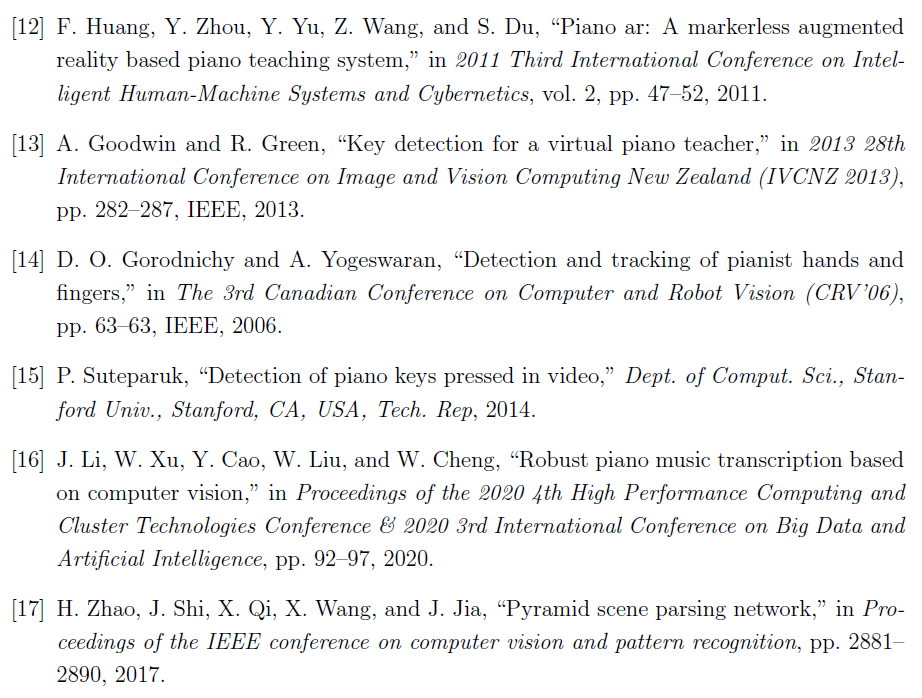 [12] F. Huang, Y. Zhou, Y. Yu, Z. Wang, and S. Du, “Piano ar: A markerless augmented
reality based piano teaching system,” in 2011 Third International Conference on Intel-
ligent Human-Machine Systems and Cybernetics, vol. 2, pp. 47–52, 2011.
[13] A. Goodwin and R. Green, “Key detection for a virtual piano teacher,” in 2013 28th
International Conference on Image and Vision Computing New Zealand (IVCNZ 2013),
pp. 282–287, IEEE, 2013.
[14] D. O. Gorodnichy and A. Yogeswaran, “Detection and tracking of pianist hands and
fingers,” in The 3rd Canadian Conference on Computer and Robot Vision (CRV’06),
pp. 63–63, IEEE, 2006.
[15] P. Suteparuk, “Detection of piano keys pressed in video,” Dept. of Comput. Sci., Stan-
ford Univ., Stanford, CA, USA, Tech. Rep, 2014.
[16] J. Li, W. Xu, Y. Cao, W. Liu, and W. Cheng, “Robust piano music transcription based
on computer vision,” in Proceedings of the 2020 4th High Performance Computing and
Cluster Technologies Conference & 2020 3rd International Conference on Big Data and
Artificial Intelligence, pp. 92–97, 2020.
[17] H. Zhao, J. Shi, X. Qi, X. Wang, and J. Jia, “Pyramid scene parsing network,” in Pro-
ceedings of the IEEE conference on computer vision and pattern recognition, pp. 2881–
2890, 2017.